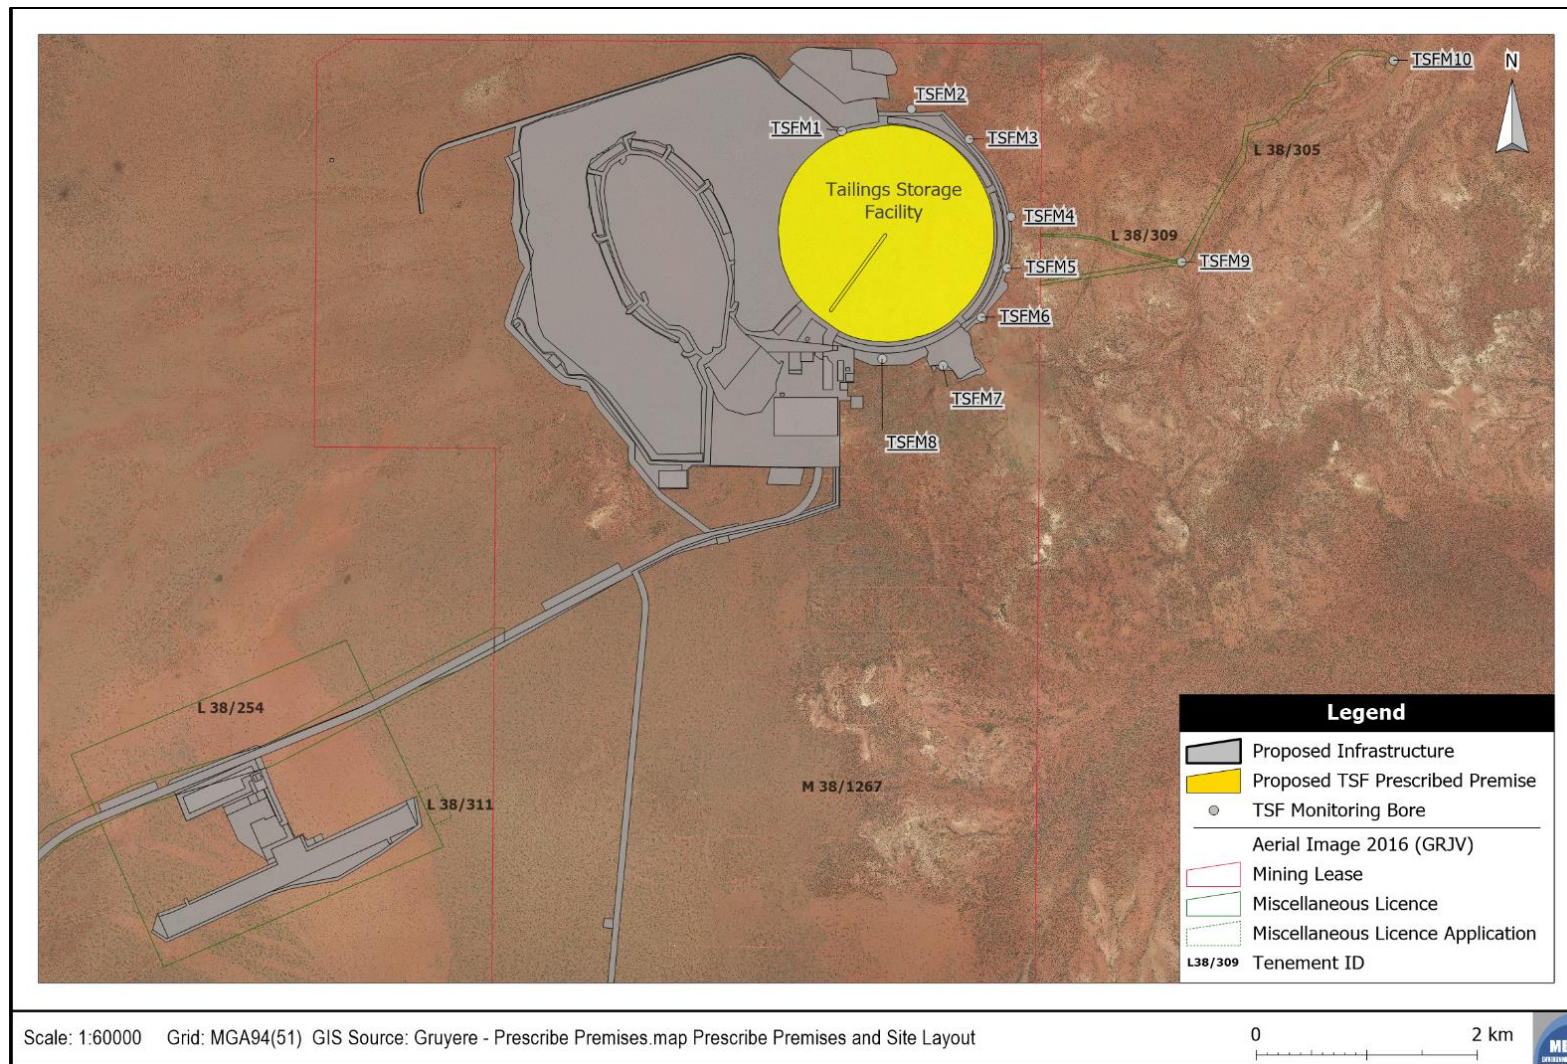 TSFM10
N
TSFM2
TSFM1
TSFM3
L 38/305
Tailings Storage
Facility
TSFM4
L 38/309
TSFM5
TSFM9
TSFM6
TSFM7
TSFM8
L 38/254
M 38/1267
L 38/311
Legend
Proposed Infrastructure
Proposed TSF Prescribed Premise
TSF Monitoring Bore
Aerial Image 2016 (GRJV)
Mining Lease
Miscellaneous Licence
Miscellaneous Licence Application
L38/309 Tenement ID
Scale: 1:60000 Grid: MGA94(51) GIS Source: Gruyere - Prescribe Premises.map Prescribe Premises and Site Layout
0 2 km